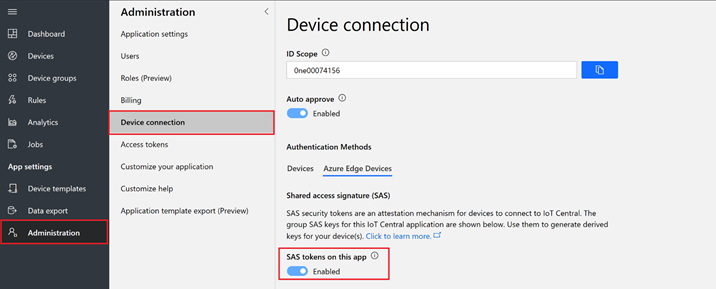 Dashboard
Devices
Device groups
Rules
Analytics
Jobs
App settings
Device templates
Data export
Administration
Administration
Application settings
Users
Roles (Preview)
Billing
Device connection
Access tokens
Customize your application
Customize help
Application template export (Preview)
Device connection
ID Scope
0ne00074156
Auto approve
Enabled
Authentication Methods
Devices Azure Edge Devices
Shared access signature (SAS)
SAS security tokens are an attestation mechanism for devices to connect to IoT Central. The
group SAS keys for this IoT Central application are shown below. Use them to generate derived
keys for your device(s). Click to learn more.
SAS tokens on this app
Enabled